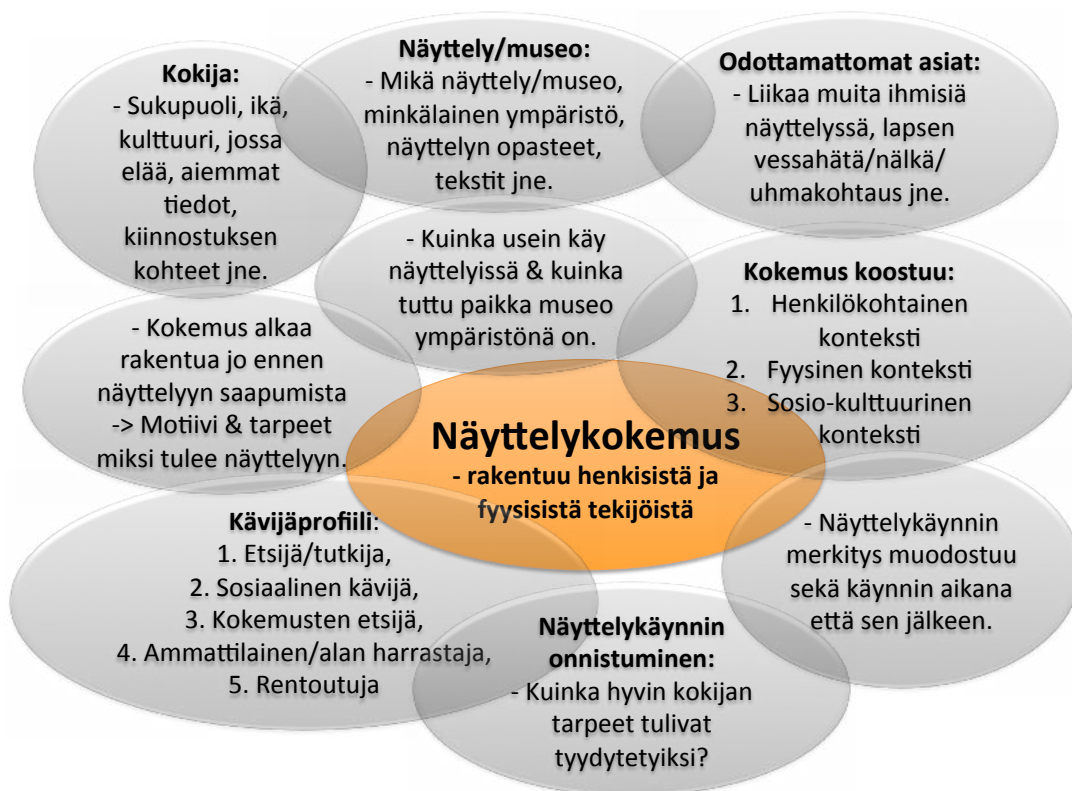 Kokija:
- Sukupuoli, ikä,
kulttuuri, jossa
elää, aiemmat
tiedot,
kiinnostuksen
kohteet jne.
Näyttely/museo:
- Mikä näyttely/museo,
minkälainen ympäristö,
näyttelyn opasteet,
tekstit jne.
Odottamattomat asiat:
- Liikaa muita ihmisiä
näyttelyssä, lapsen
vessahätä/nälkä/
uhmakohtaus jne.
- Kuinka usein käy
näyttelyissä & kuinka
tuttu paikka museo
ympäristönä on.
Kokemus koostuu:
1. Henkilökohtainen
konteksti
2. Fyysinen konteksti
3. Sosio-kulttuurinen
konteksti
- Kokemus alkaa
rakentua jo ennen
näyttelyyn saapumista
-> Motiivi & tarpeet
miksi tulee näyttelyyn.
Näyttelykokemus
- rakentuu henkisistä ja
fyysisistä tekijöistä
Kävijäprofiili:
1. Etsijä/tutkija,
2. Sosiaalinen kävijä,
3. Kokemusten etsijä,
4. Ammattilainen/alan harrastaja,
5. Rentoutuja
Näyttelykäynnin
onnistuminen:
- Kuinka hyvin kokijan
tarpeet tulivat
tyydytetyiksi?
- Näyttelykäynnin
merkitys muodostuu
sekä käynnin aikana
että sen jälkeen.